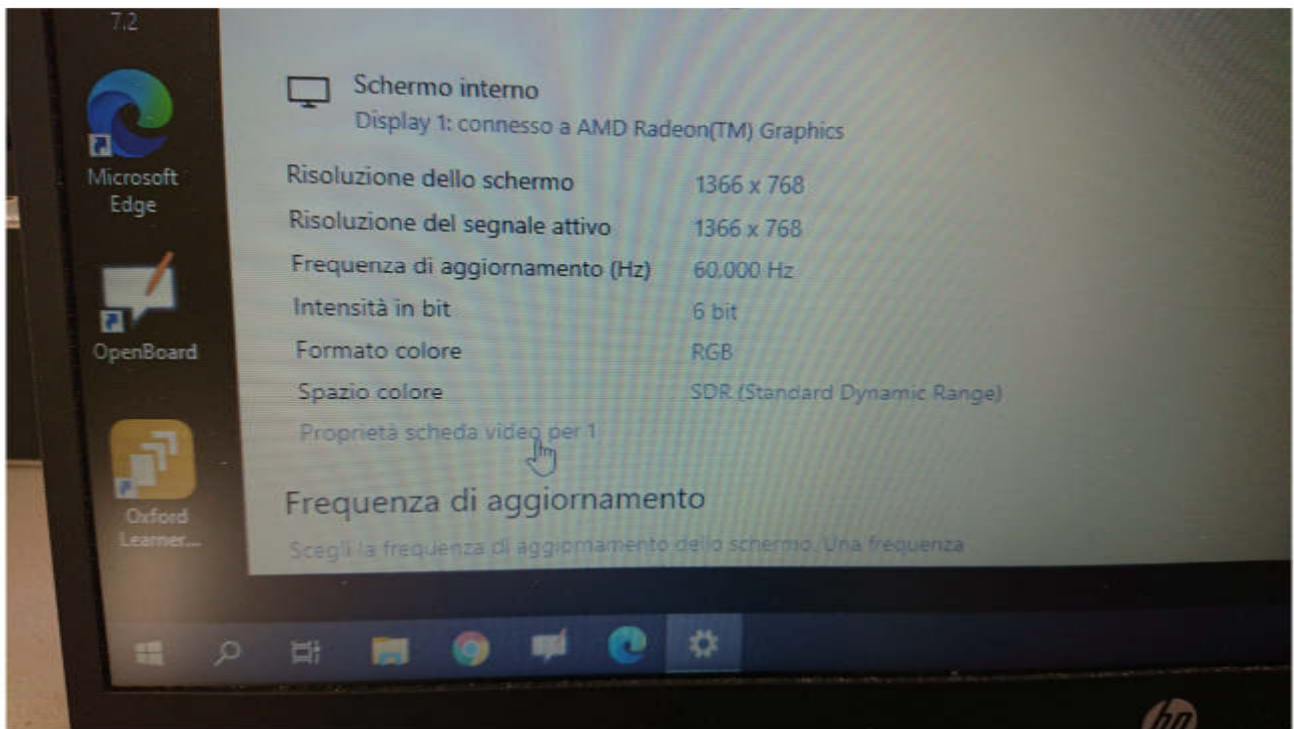 7.2
Microsoft
Edge
OpenBoard
Oxford
Learner...
Schermo interno
Display 1: connesso a AMD Radeon(TM) Graphics
Risoluzione dello schermo 1366 x 768
Risoluzione del segnale attivo 1366 x 768
Frequenza di aggiornamento (Hz) 60.000 Hz
Intensità in bit 6 bit
Formato colore RGB
Spazio colore SDR (Standard Dynamic Range)
Proprietà scheda video per 1
Frequenza di aggiornamento
Scegli la frequenza di aggiornamento dello schermo. Una frequenza
hp